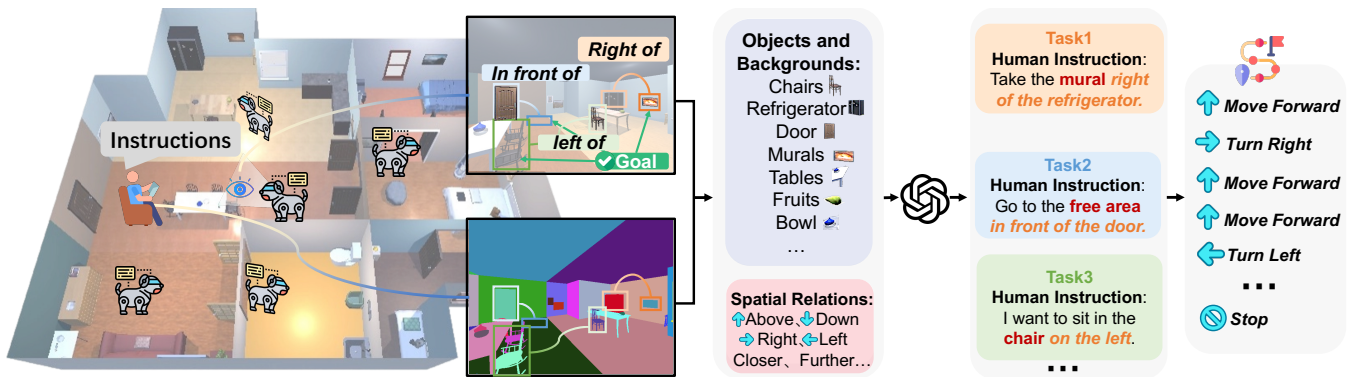 Instructions
Right of
In front of
left of
Goal
Objects and
Backgrounds:
Chairs
Refrigerator
Door
Murals
Tables
Fruits
Bowl
...
Spatial Relations:
Above、Down
Right、Left
Closer、Further...
Task1
Human Instruction:
Take the mural right
of the refrigerator.
Task2
Human Instruction:
Go to the free area
in front of the door.
Task3
Human Instruction:
I want to sit in the
chair on the left.
...
Move Forward
Turn Right
Move Forward
Move Forward
Turn Left
...
Stop